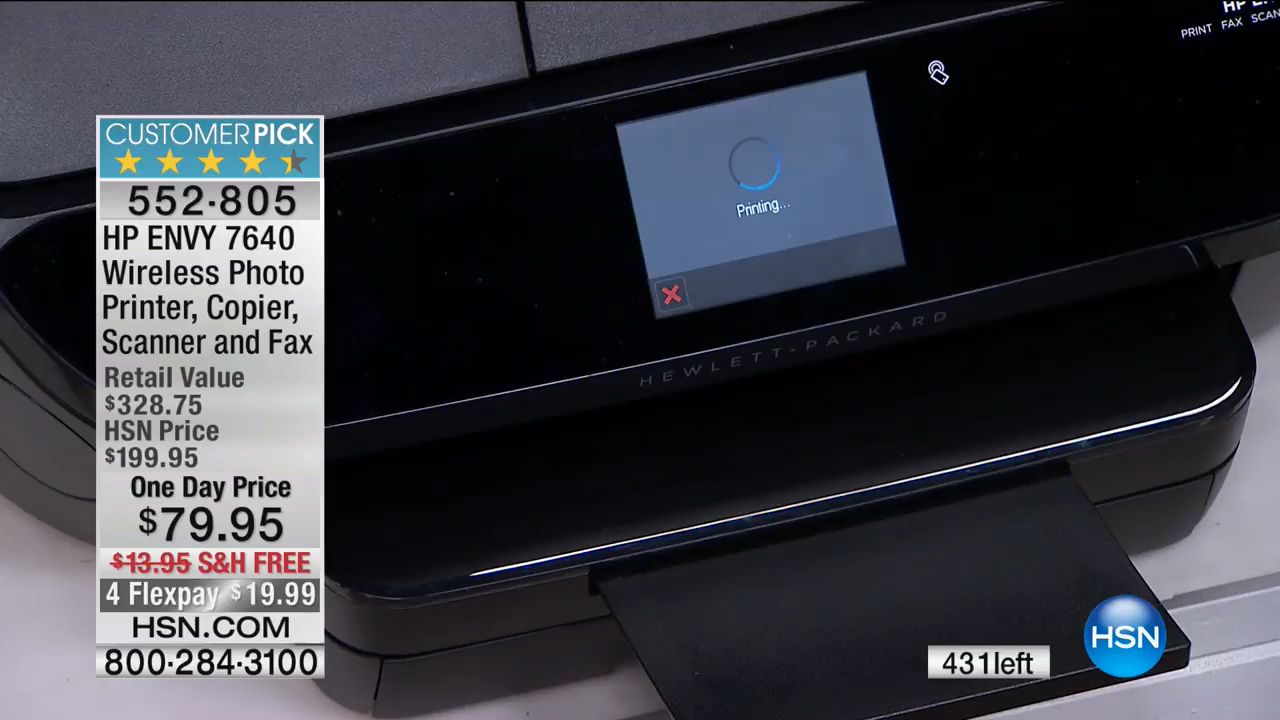 CUSTOMER PICK
552·805
HP ENVY 7640
Wireless Photo
Printer, Copier,
Scanner and Fax
Retail Value
$328.75
HSN Price
$199.95
One Day Price
$79.95
$13.95 S&H FREE
4 Flexpay $19.99
HSN.COM
800·284·3100
PRINT FAX SCAN
Printing...
HEWLETT-PACKARD
431left
HSN